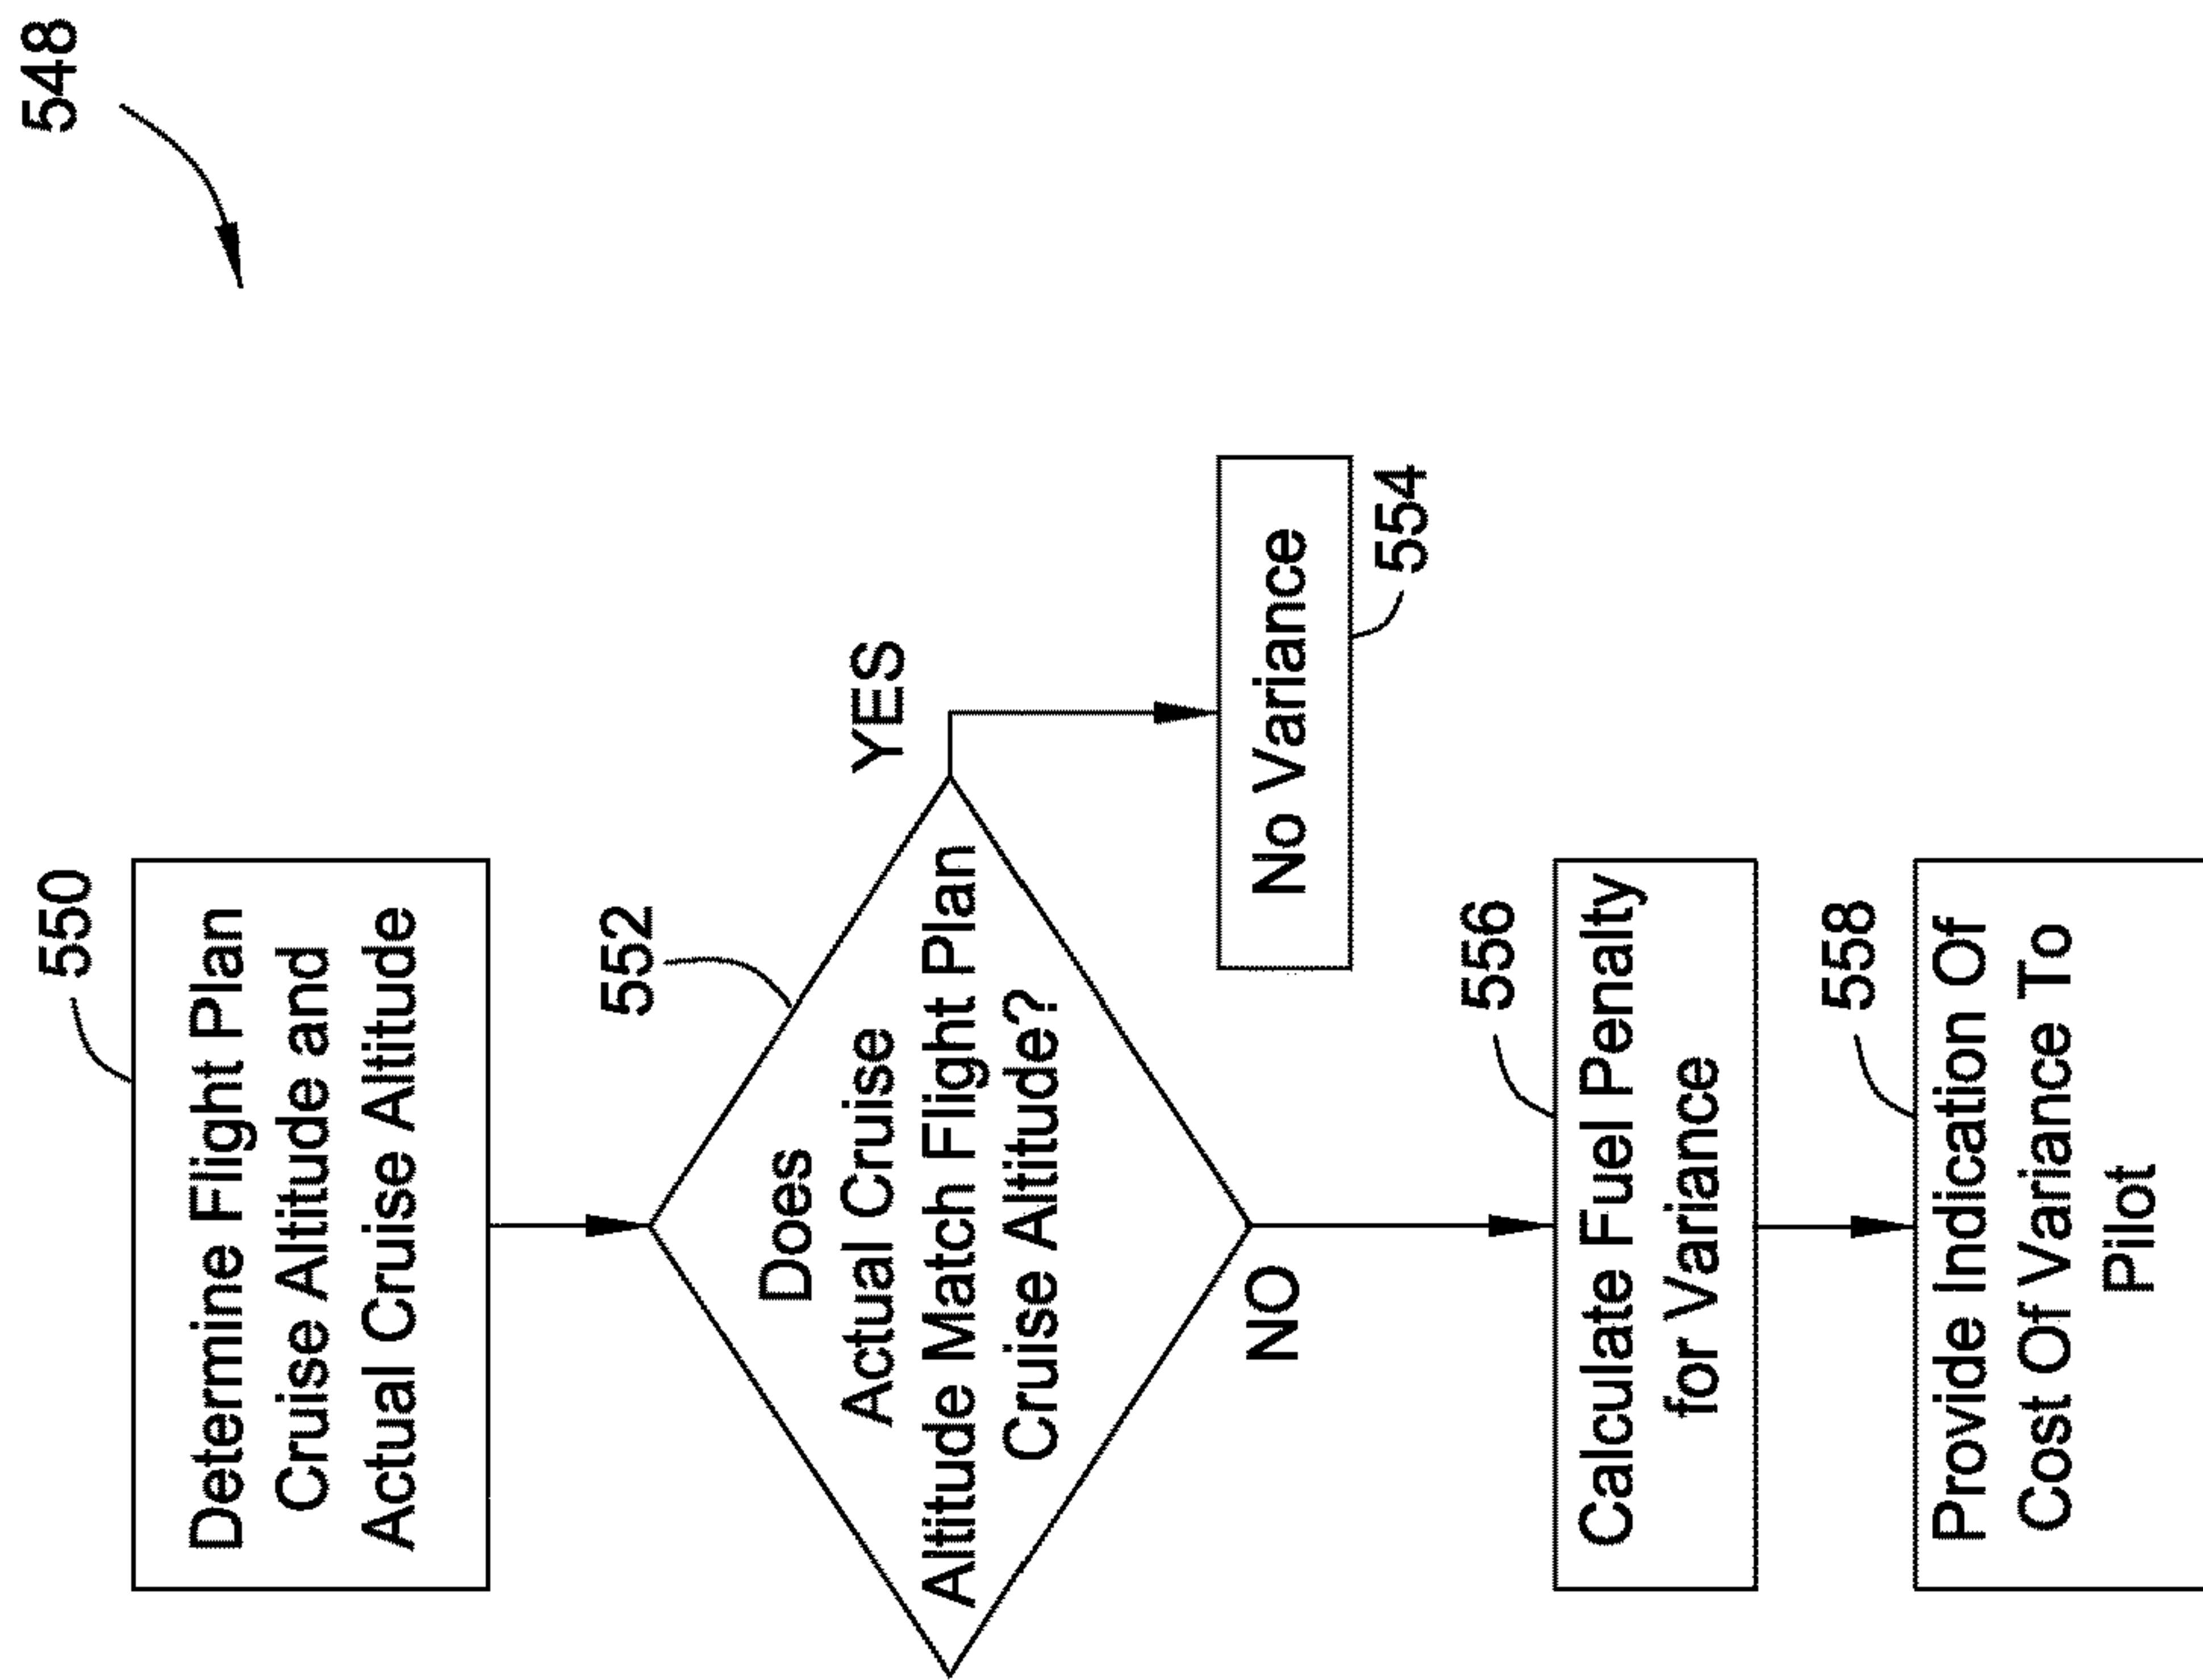 548
550
Determine Flight Plan
Cruise Altitude and
Actual Cruise Altitude
552
Does
Actual Cruise
Altitude Match Flight Plan
Cruise Altitude?
YES
No Variance
554
NO
556
Calculate Fuel Penalty
for Variance
558
Provide Indication Of
Cost Of Variance To
Pilot